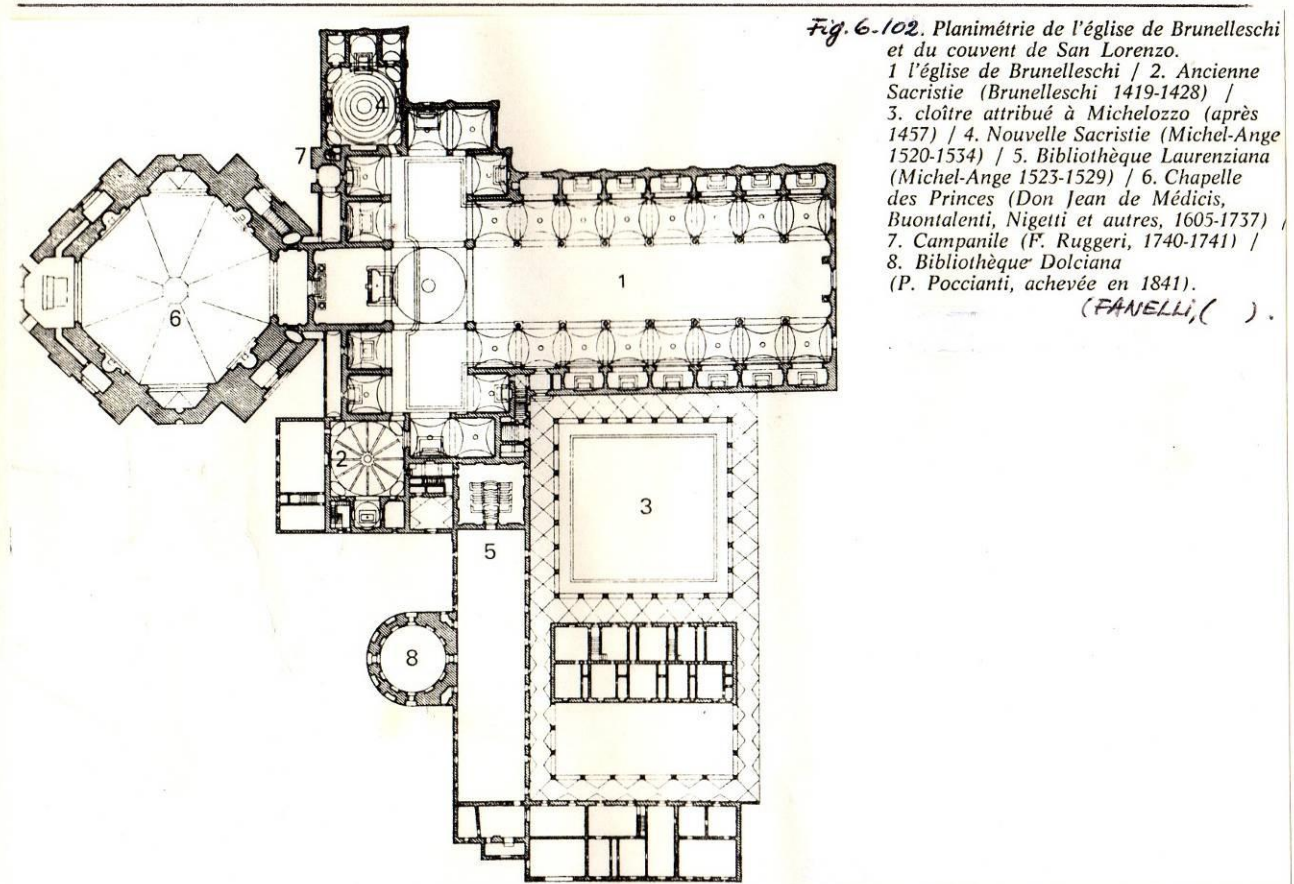 Fig. 6-102. Planimétrie de l'église de Brunelleschi
et du couvent de San Lorenzo.
1 l'église de Brunelleschi / 2. Ancienne
Sacristie (Brunelleschi 1419-1428) /
3. cloître attribué à Michelozzo (après
1457) / 4. Nouvelle Sacristie (Michel-Ange
1520-1534) / 5. Bibliothèque Laurenziana
(Michel-Ange 1523-1529) / 6. Chapelle
des Princes (Don Jean de Médicis,
Buontalenti, Nigetti et autres, 1605-1737) /
7. Campanile (F. Ruggeri, 1740-1741) /
8. Bibliothèque Dolciana
(P. Poccianti, achevée en 1841).
(FANELLI, ( ).
4
7
6
1
2
3
5
8